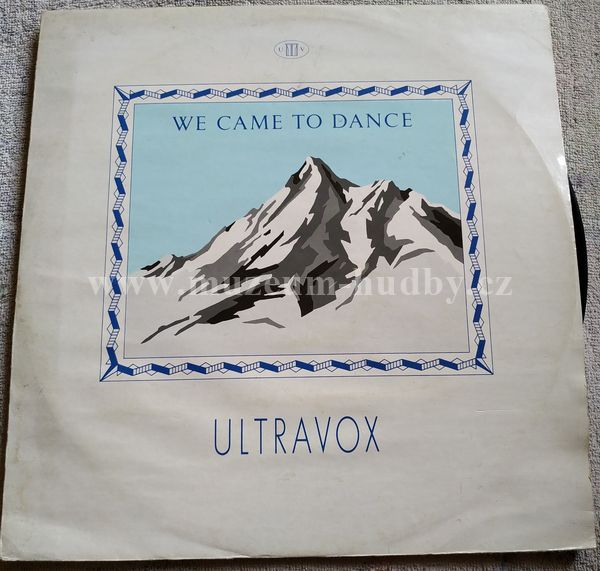 U V
WE CAME TO DANCE
www.muzeum-hudby.cz
ULTRAVOX